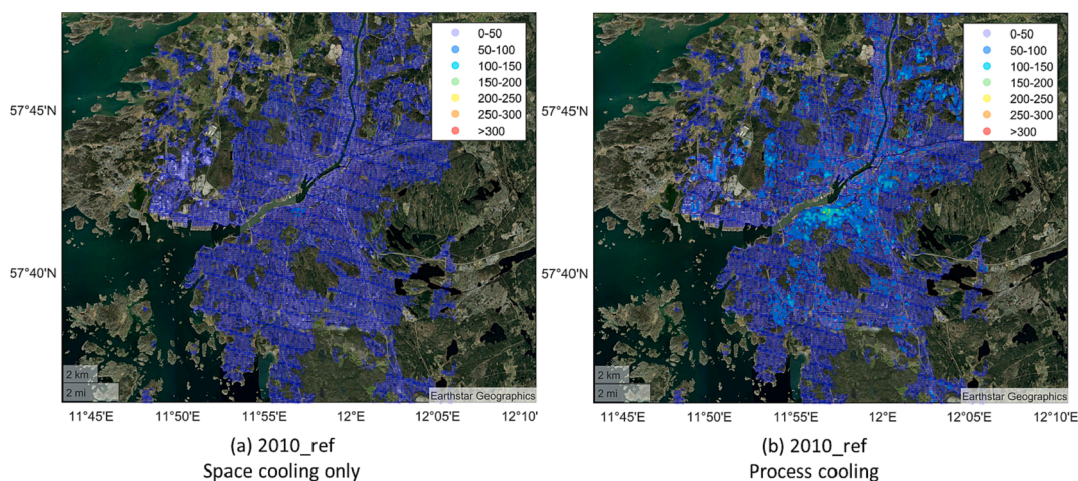 0-50
50-100
100-150
150-200
200-250
250-300
>300
57°45'N
57°40'N
2 km
2 mi
Earthstar Geographics
11°45'E 11°50'E 11°55'E 12°E 12°05'E 12°10'
(a) 2010_ref
Space cooling only
0-50
50-100
100-150
150-200
200-250
250-300
>300
57°45'N
57°40'N
2 km
2 mi
Earthstar Geographics
11°45'E 11°50'E 11°55'E 12°E 12°05'E 12°10'E
(b) 2010_ref
Process cooling